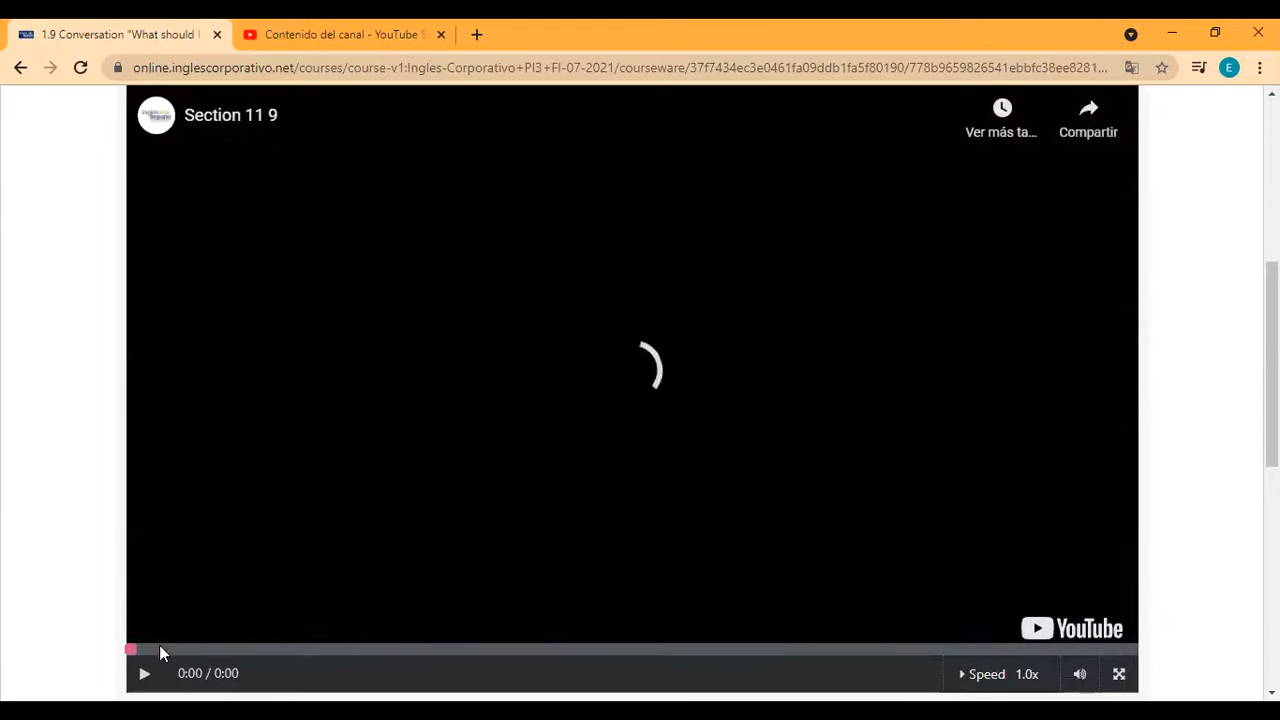 1.9 Conversation "What should I
Contenido del canal - YouTube S
online.inglescorporativo.net/courses/course-v1:Ingles-Corporativo+PI3+FI-07-2021/courseware/37f7434ec3e0461fa09ddb1fa5f80190/778b9659826541ebbfc38ee8281...
E
Section 11 9
Ver más ta...
Compartir
YouTube
0:00 / 0:00
Speed 1.0x